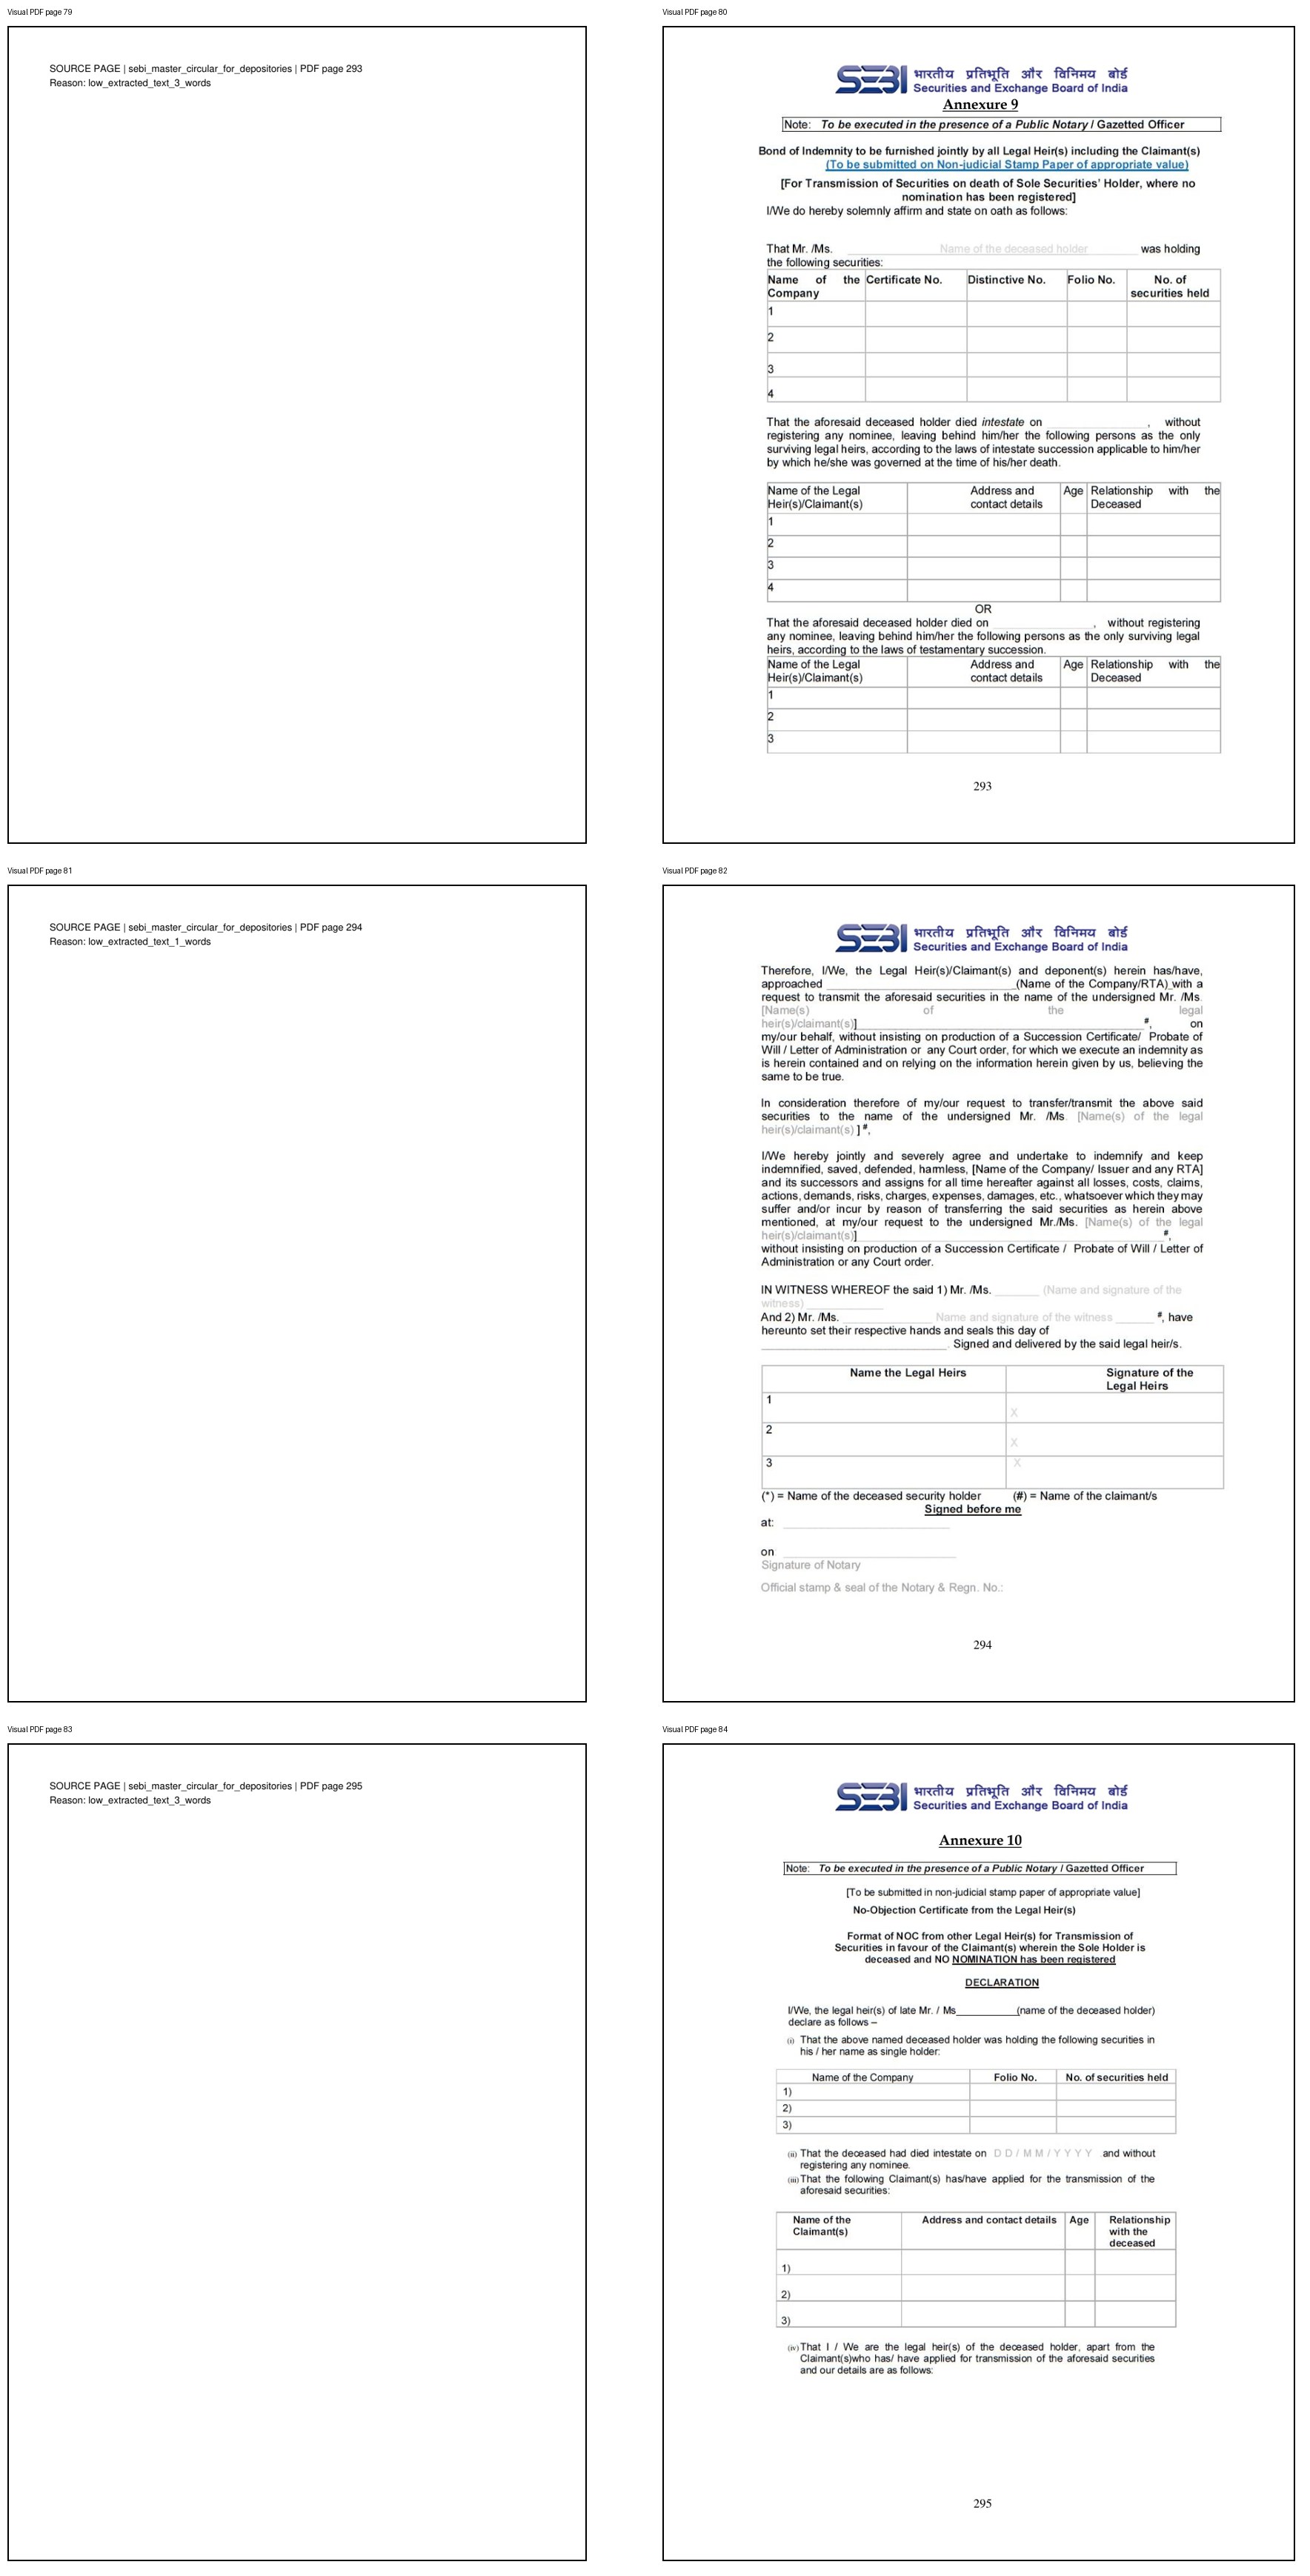 Visual PDF page 79
SOURCE PAGE | sebi_master_circular_for_depositories | PDF page 293
Reason: low_extracted_text_3_words
Visual PDF page 80
SEBI भारतीय प्रतिभूति और विनिमय बोर्ड
Securities and Exchange Board of India
Annexure 9
Note: To be executed in the presence of a Public Notary / Gazetted Officer
Bond of Indemnity to be furnished jointly by all Legal Heir(s) including the Claimant(s)
(To be submitted on Non-judicial Stamp Paper of appropriate value)
[For Transmission of Securities on death of Sole Securities' Holder, where no
nomination has been registered]
I/We do hereby solemnly affirm and state on oath as follows:
That Mr. /Ms. Name of the deceased holder was holding
the following securities:
Name of the Certificate No. Distinctive No. Folio No. No. of
Company securities held
1
2
3
4
That the aforesaid deceased holder died intestate on ________, without
registering any nominee, leaving behind him/her the following persons as the only
surviving legal heirs, according to the laws of intestate succession applicable to him/her
by which he/she was governed at the time of his/her death.
Name of the Legal Address and Age Relationship with the
Heir(s)/Claimant(s) contact details Deceased
1
2
3
4
OR
That the aforesaid deceased holder died on ________, without registering
any nominee, leaving behind him/her the following persons as the only surviving legal
heirs, according to the laws of testamentary succession.
Name of the Legal Address and Age Relationship with the
Heir(s)/Claimant(s) contact details Deceased
1
2
3
293
Visual PDF page 81
SOURCE PAGE | sebi_master_circular_for_depositories | PDF page 294
Reason: low_extracted_text_1_words
Visual PDF page 82
SEBI भारतीय प्रतिभूति और विनिमय बोर्ड
Securities and Exchange Board of India
Therefore, I/We, the Legal Heir(s)/Claimant(s) and deponent(s) herein has/have,
approached ________(Name of the Company/RTA)_with a
request to transmit the aforesaid securities in the name of the undersigned Mr. /Ms.
[Name(s) of the legal
heir(s)/claimant(s)]________#, on
my/our behalf, without insisting on production of a Succession Certificate/ Probate of
Will / Letter of Administration or any Court order, for which we execute an indemnity as
is herein contained and on relying on the information herein given by us, believing the
same to be true.
In consideration therefore of my/our request to transfer/transmit the above said
securities to the name of the undersigned Mr. /Ms. [Name(s) of the legal
heir(s)/claimant(s) ] #,
I/We hereby jointly and severely agree and undertake to indemnify and keep
indemnified, saved, defended, harmless, [Name of the Company/ Issuer and any RTA]
and its successors and assigns for all time hereafter against all losses, costs, claims,
actions, demands, risks, charges, expenses, damages, etc., whatsoever which they may
suffer and/or incur by reason of transferring the said securities as herein above
mentioned, at my/our request to the undersigned Mr./Ms. [Name(s) of the legal
heir(s)/claimant(s)]________#,
without insisting on production of a Succession Certificate / Probate of Will / Letter of
Administration or any Court order.
IN WITNESS WHEREOF the said 1) Mr. /Ms. ________ (Name and signature of the
witness) ________
And 2) Mr. /Ms. ________ Name and signature of the witness ______ #, have
hereunto set their respective hands and seals this day of
________. Signed and delivered by the said legal heir/s.
Name the Legal Heirs Signature of the
Legal Heirs
1 X
2 X
3 X
(*) = Name of the deceased security holder (#) = Name of the claimant/s
Signed before me
at: ________
on ________
Signature of Notary
Official stamp & seal of the Notary & Regn. No.:
294
Visual PDF page 83
SOURCE PAGE | sebi_master_circular_for_depositories | PDF page 295
Reason: low_extracted_text_3_words
Visual PDF page 84
SEBI भारतीय प्रतिभूति और विनिमय बोर्ड
Securities and Exchange Board of India
Annexure 10
Note: To be executed in the presence of a Public Notary / Gazetted Officer
[To be submitted in non-judicial stamp paper of appropriate value]
No-Objection Certificate from the Legal Heir(s)
Format of NOC from other Legal Heir(s) for Transmission of
Securities in favour of the Claimant(s) wherein the Sole Holder is
deceased and NO NOMINATION has been registered
DECLARATION
I/We, the legal heir(s) of late Mr. / Ms________(name of the deceased holder)
declare as follows –
(i) That the above named deceased holder was holding the following securities in
his / her name as single holder:
Name of the Company Folio No. No. of securities held
1)
2)
3)
(ii) That the deceased had died intestate on DD/MM/YYYY and without
registering any nominee.
(iii) That the following Claimant(s) has/have applied for the transmission of the
aforesaid securities:
Name of the Address and contact details Age Relationship
Claimant(s) with the
deceased
1)
2)
3)
(iv) That I / We are the legal heir(s) of the deceased holder, apart from the
Claimant(s)who has/ have applied for transmission of the aforesaid securities
and our details are as follows:
295